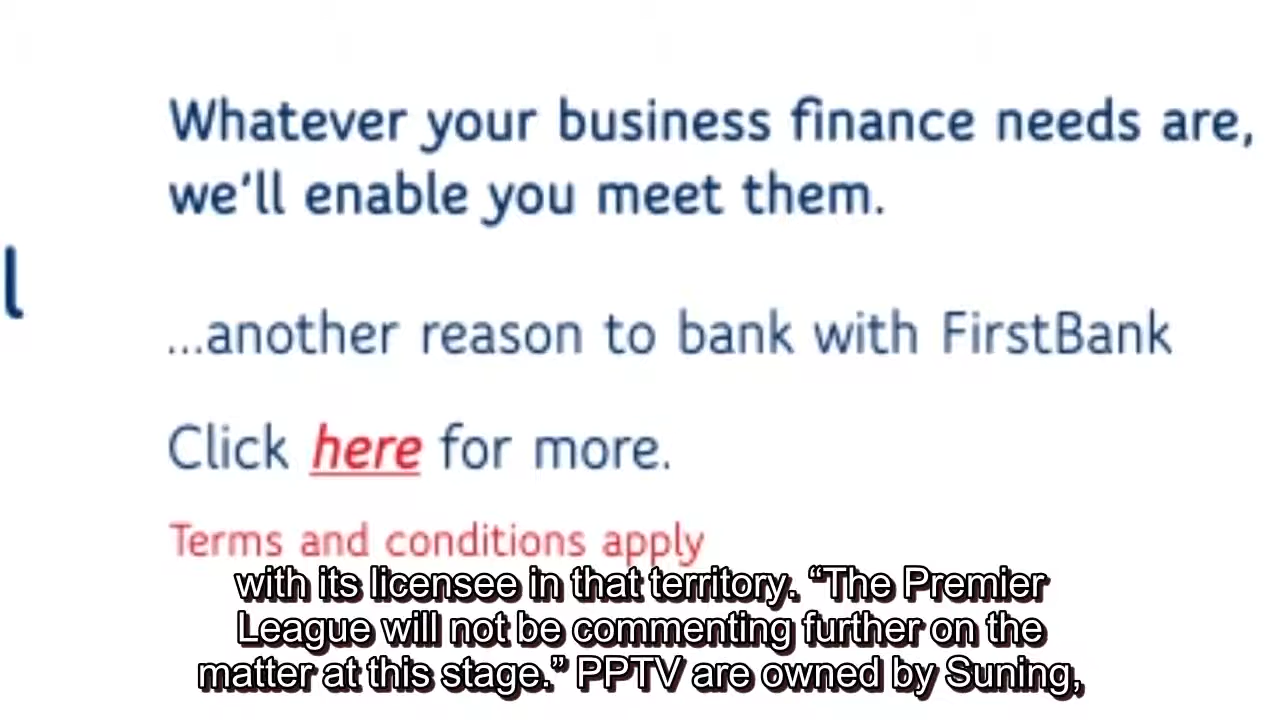 Whatever your business finance needs are,
we'll enable you meet them.
l
...another reason to bank with FirstBank
Click here for more.
Terms and conditions apply
with its licensee in that territory. “The Premier
League will not be commenting further on the
matter at this stage.” PPTV are owned by Suning,